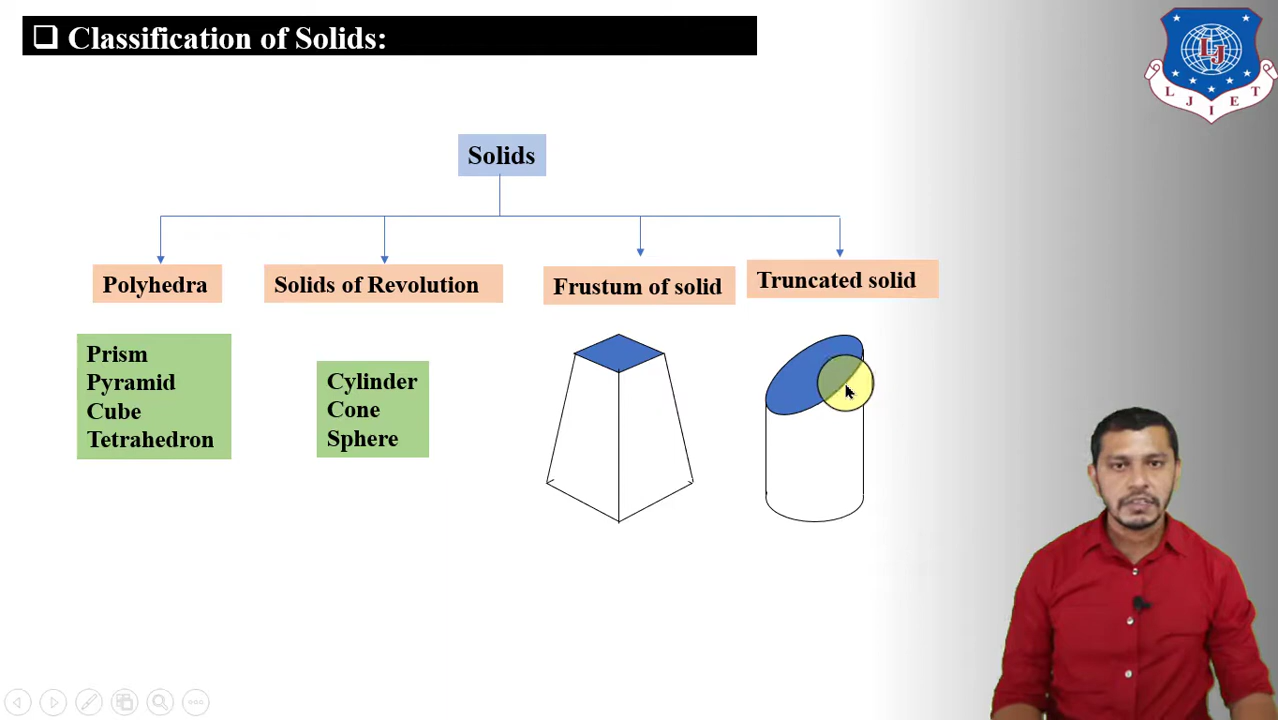 Classification of Solids:
LJ
L J I E T
Solids
Polyhedra
Solids of Revolution
Frustum of solid
Truncated solid
Prism
Pyramid
Cube
Tetrahedron
Cylinder
Cone
Sphere